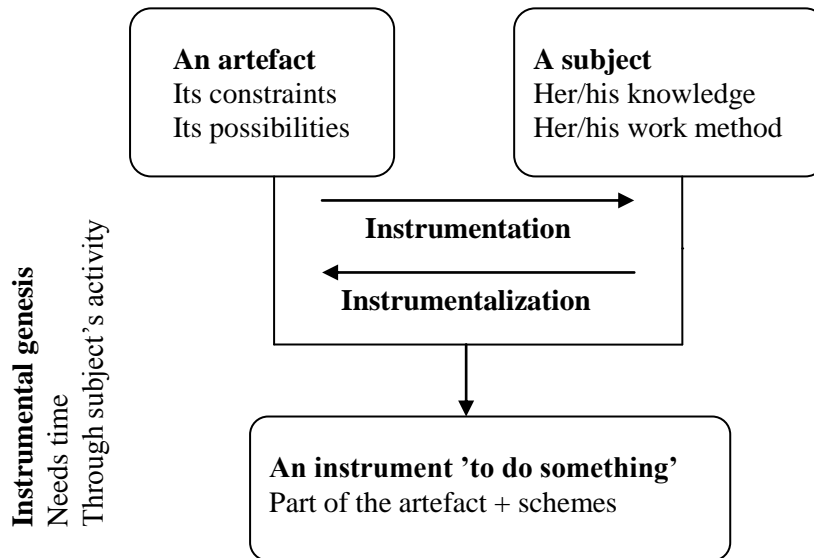 An artefact
Its constraints
Its possibilities
A subject
Her/his knowledge
Her/his work method
Instrumentation
Instrumentalization
Instrumental genesis
Needs time
Through subject’s activity
An instrument ’to do something’
Part of the artefact + schemes